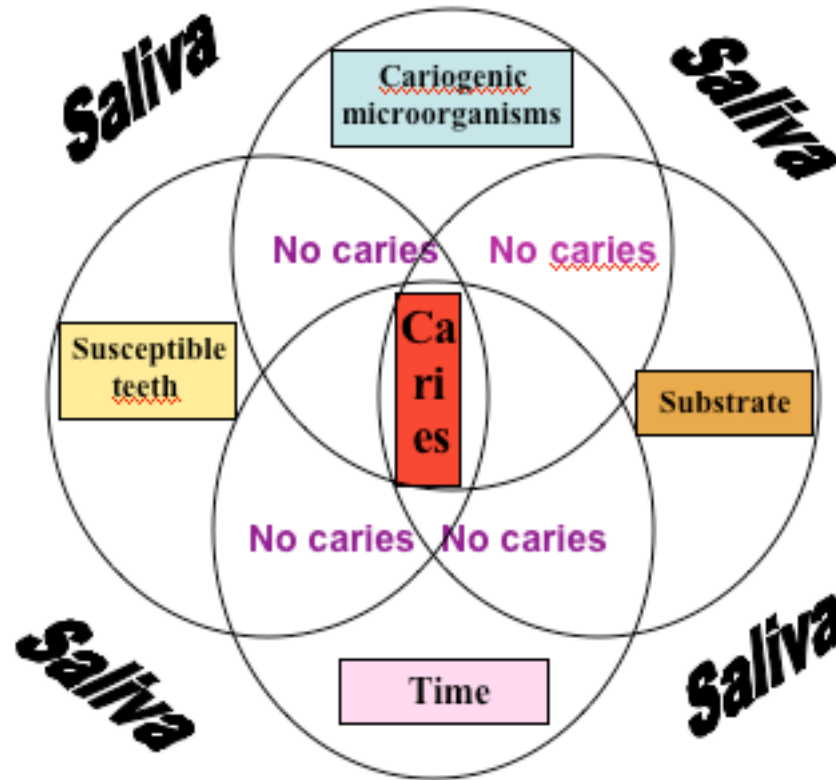 Saliva
Saliva
Cariogenic
microorganisms
No caries
No caries
Susceptible
teeth
Ca
ri
es
Substrate
No caries
No caries
Saliva
Saliva
Time